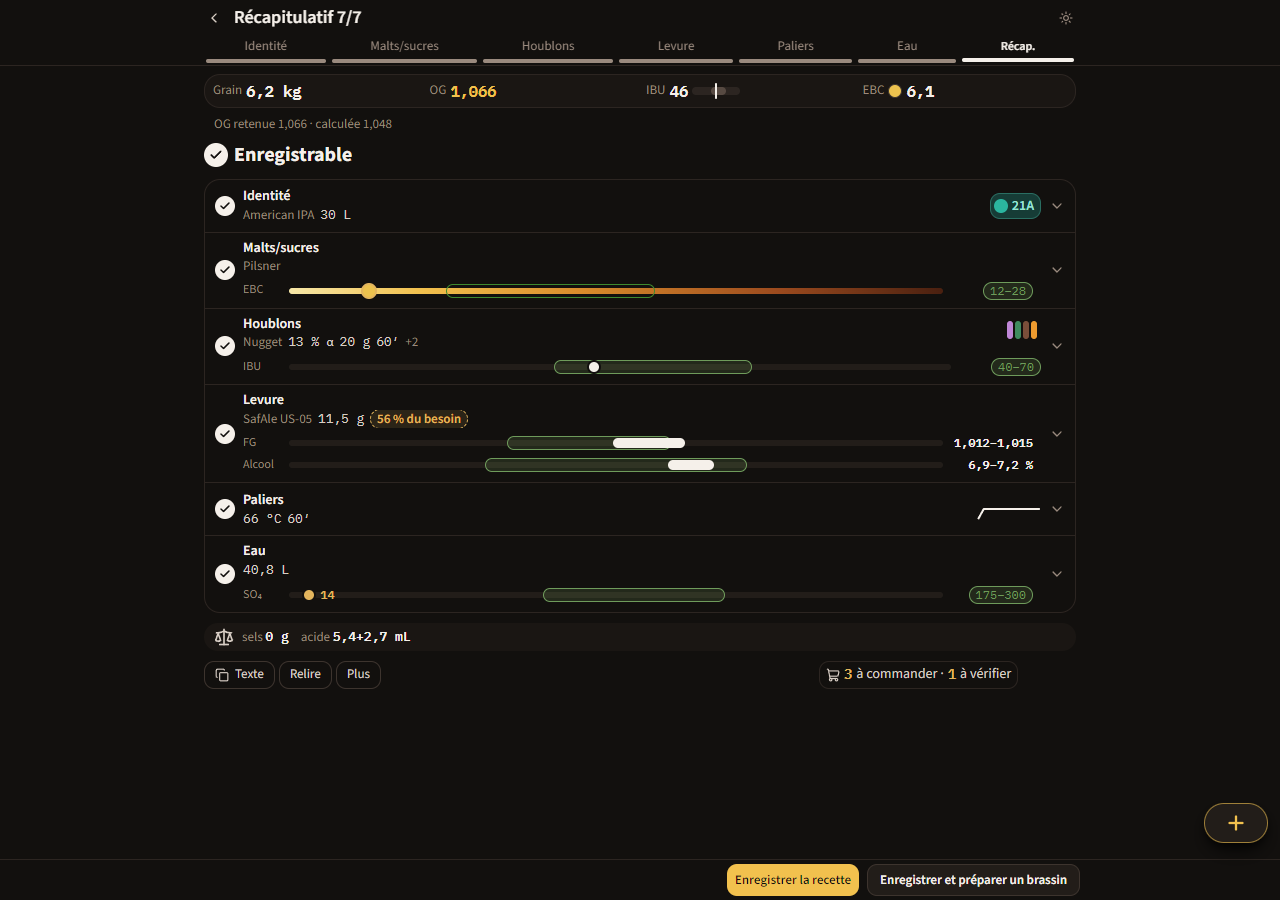 Récapitulatif 7/7
Identité Malts/sucres Houblons Levure Paliers Eau Récap.
Grain 6,2 kg OG 1,066 IBU 46 EBC 6,1
OG retenue 1,066 · calculée 1,048
Enregistrable
Identité
American IPA 30 L 21A
Malts/sucres
Pilsner
EBC 12–28
Houblons
Nugget 13 % α 20 g 60′ +2
IBU 40–70
Levure
SafAle US-05 11,5 g 56 % du besoin
FG 1,012–1,015
Alcool 6,9–7,2 %
Paliers
66 °C 60′
Eau
40,8 L
SO₄ 14 175–300
sels 0 g acide 5,4+2,7 mL
Texte Relire Plus 3 à commander · 1 à vérifier
Enregistrer la recette Enregistrer et préparer un brassin